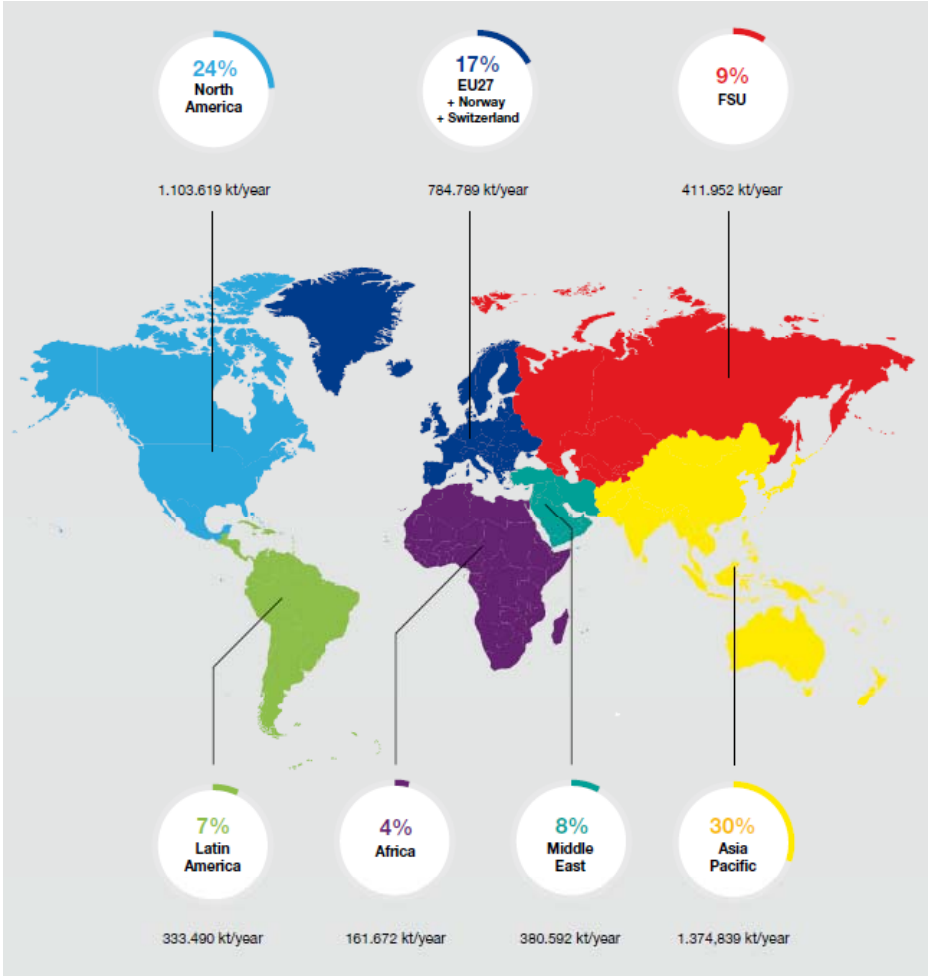 24%
North
America
17%
EU27
+ Norway
+ Switzerland
9%
FSU
1.103.619 kt/year
784.789 kt/year
411.952 kt/year
7%
Latin
America
4%
Africa
8%
Middle
East
30%
Asia
Pacific
333.490 kt/year
161.672 kt/year
380.592 kt/year
1.374,839 kt/year